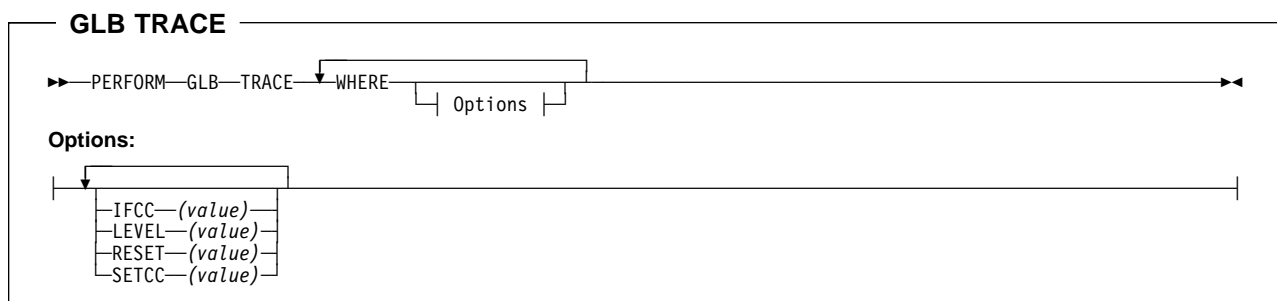 GLB TRACE
PERFORM GLB TRACE WHERE
Options
Options:
IFCC (value)
LEVEL (value)
RESET (value)
SETCC (value)